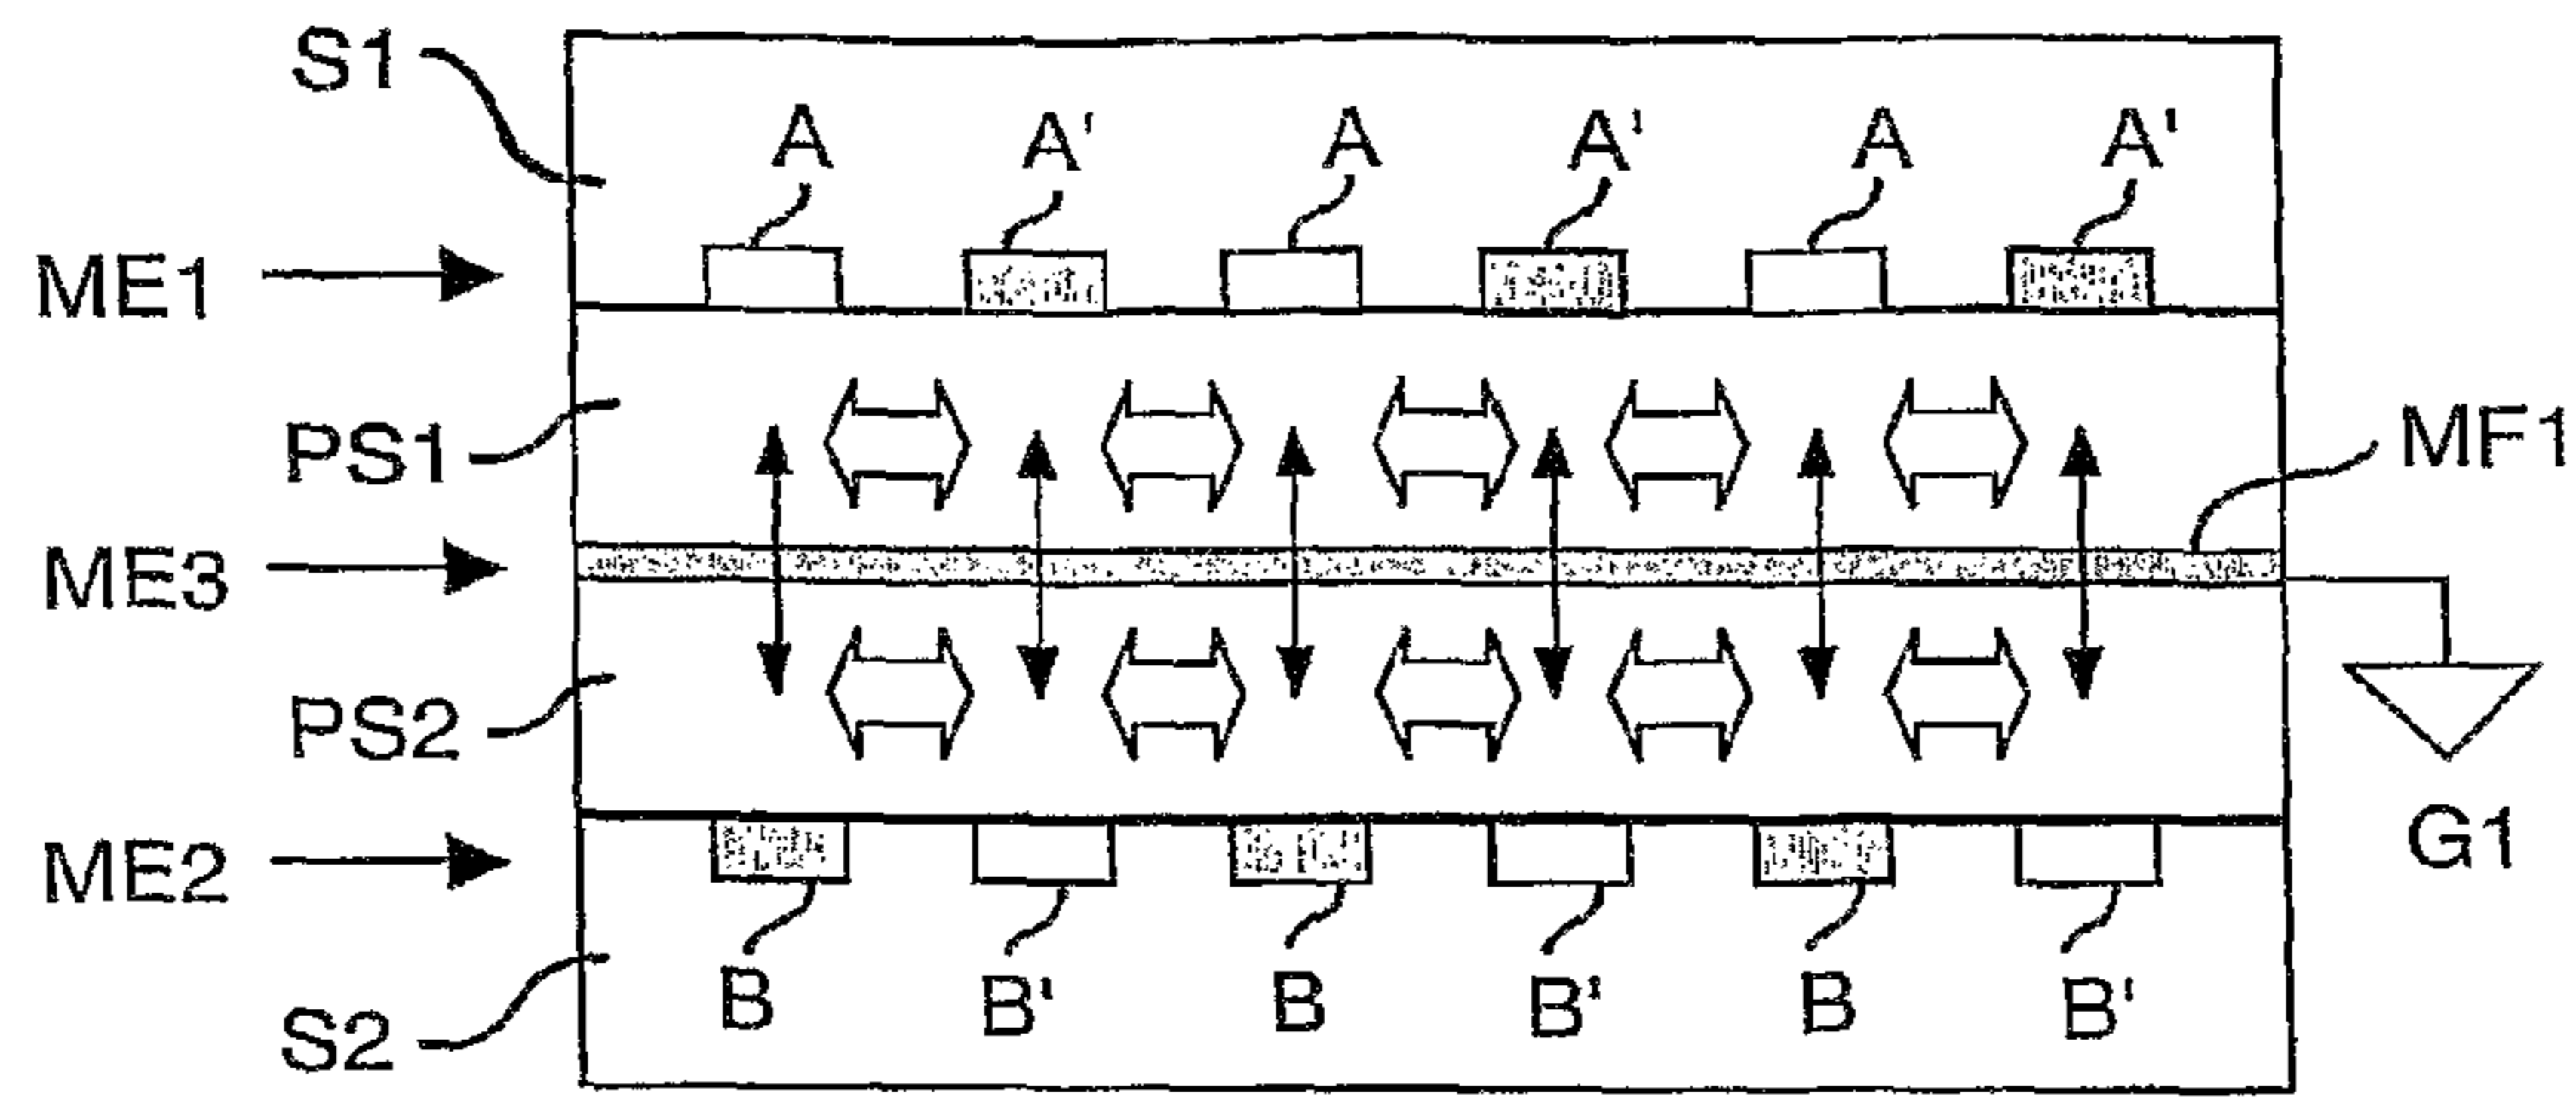 S1
A A' A A' A A'
ME1
PS1
MF1
ME3
PS2
ME2
G1
B B' B B' B B'
S2